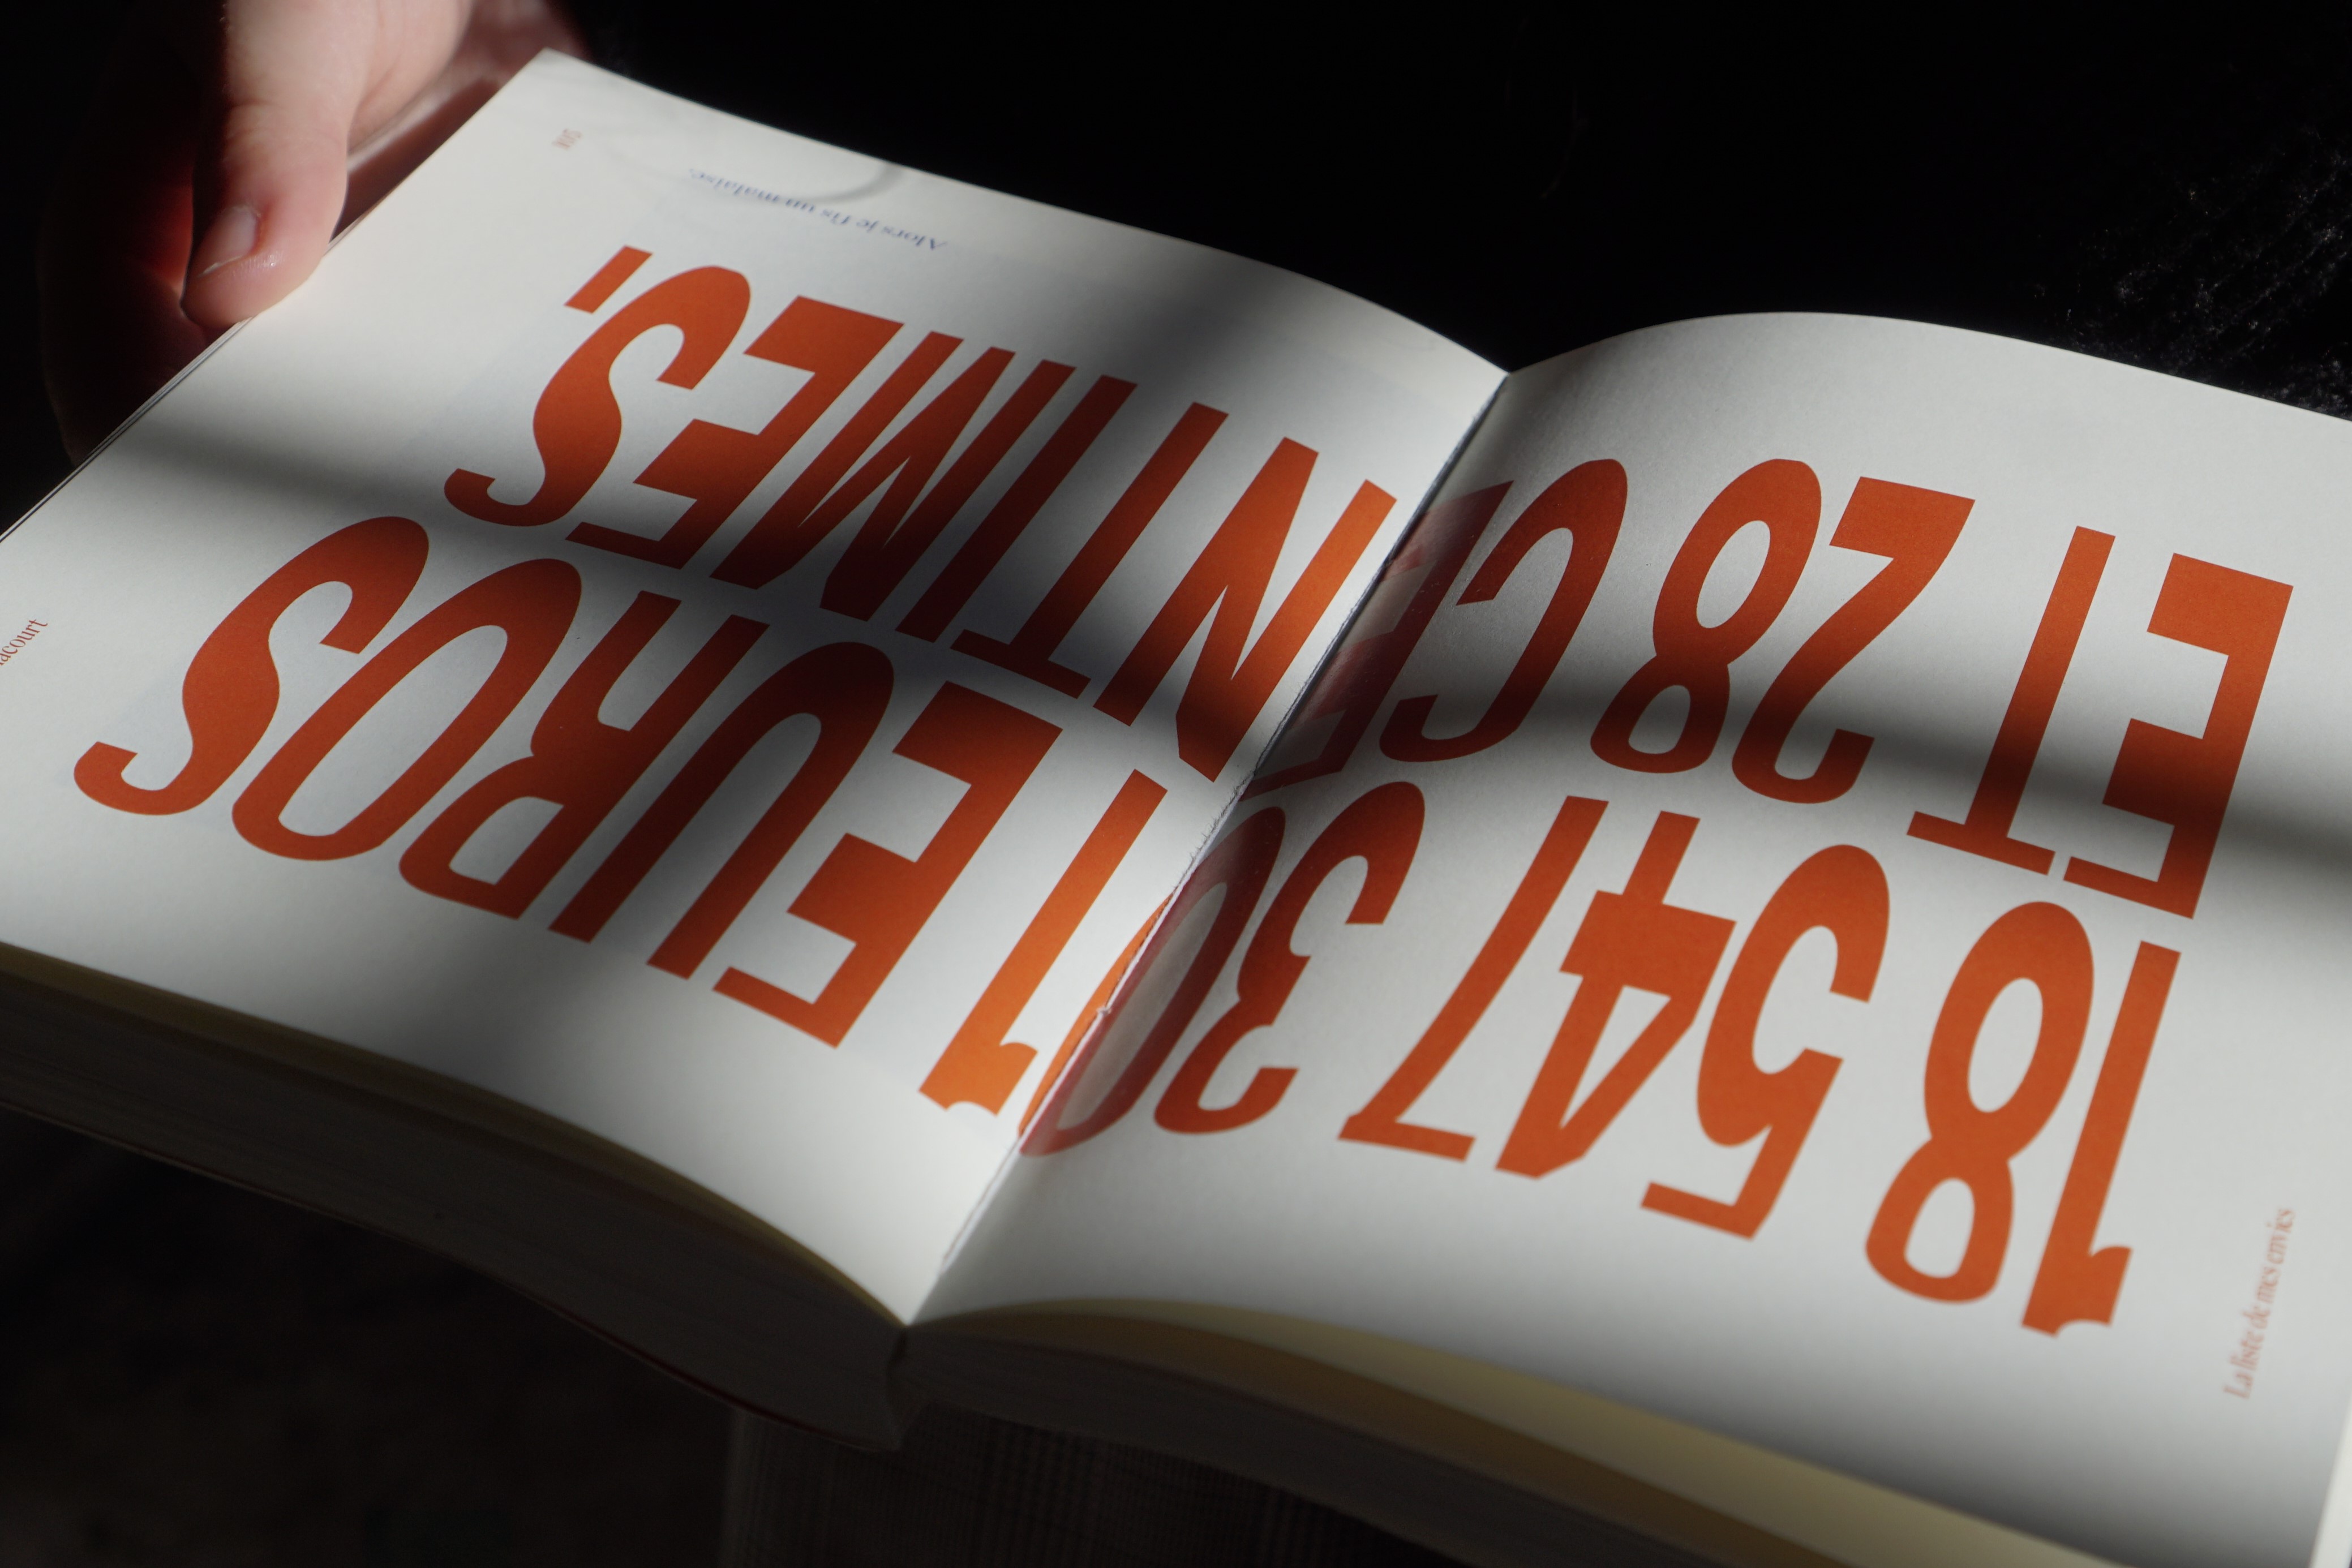 La liste de mes envies
18 547 301 EUROS
ET 28 CENTIMES.
Alors je fis un malaise.